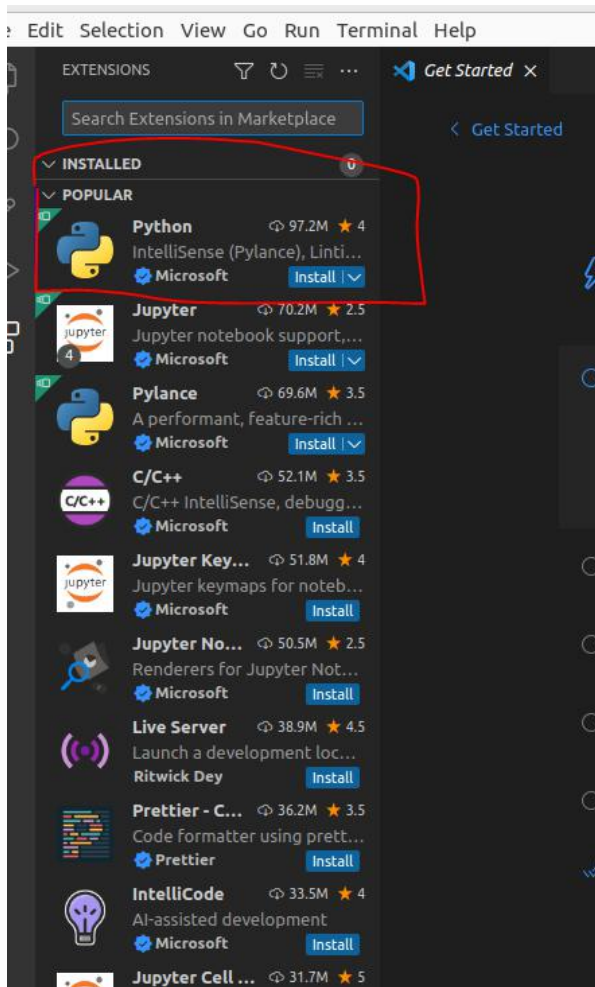 Edit Selection View Go Run Terminal Help
EXTENSIONS
Get Started
Search Extensions in Marketplace
Get Started
INSTALLED
0
POPULAR
Python 97.2M 4
IntelliSense (Pylance), Linti...
Microsoft Install
Jupyter 70.2M 2.5
jupyter
Jupyter notebook support,...
4
Microsoft Install
Pylance 69.6M 3.5
A performant, feature-rich ...
Microsoft Install
C/C++ 52.1M 3.5
C/C++
C/C++ IntelliSense, debugg...
Microsoft Install
Jupyter Key... 51.8M 4
jupyter
Jupyter keymaps for noteb...
Microsoft Install
Jupyter No... 50.5M 2.5
Renderers for Jupyter Not...
Microsoft Install
Live Server 38.9M 4.5
Launch a development loc...
Ritwick Dey Install
Prettier - C... 36.2M 3.5
Code formatter using prett...
Prettier Install
IntelliCode 33.5M 4
AI-assisted development
Microsoft Install
Jupyter Cell ... 31.7M 5